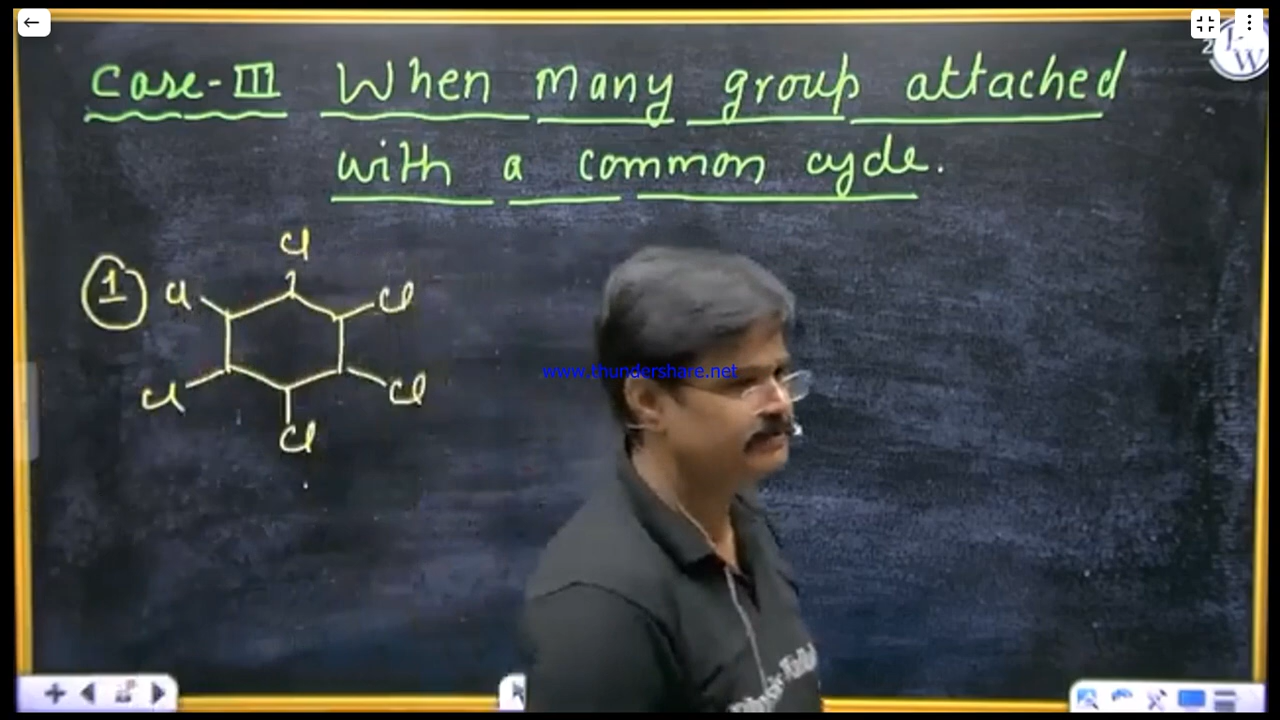 Case-III When Many group attached
with a common cycle.
1
Cl
Cl
Cl
Cl
Cl
Cl
www.thundershare.net